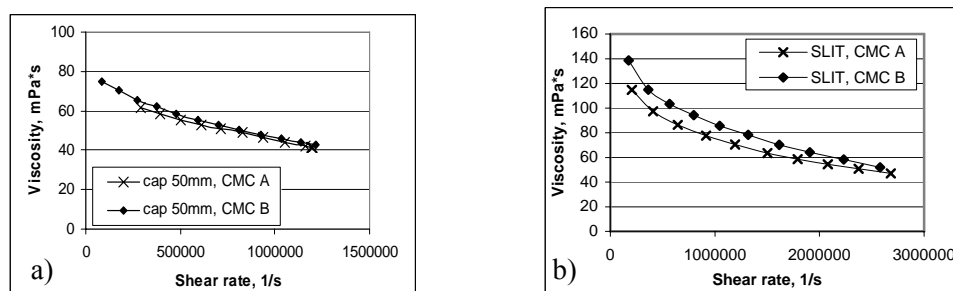 100
80
60
40
20
0
Viscosity, mPa*s
cap 50mm, CMC A
cap 50mm, CMC B
0 500000 1000000 1500000
Shear rate, 1/s
a)
160
140
120
100
80
60
40
20
0
Viscosity, mPa*s
SLIT, CMC A
SLIT, CMC B
0 1000000 2000000 3000000
Shear rate, 1/s
b)